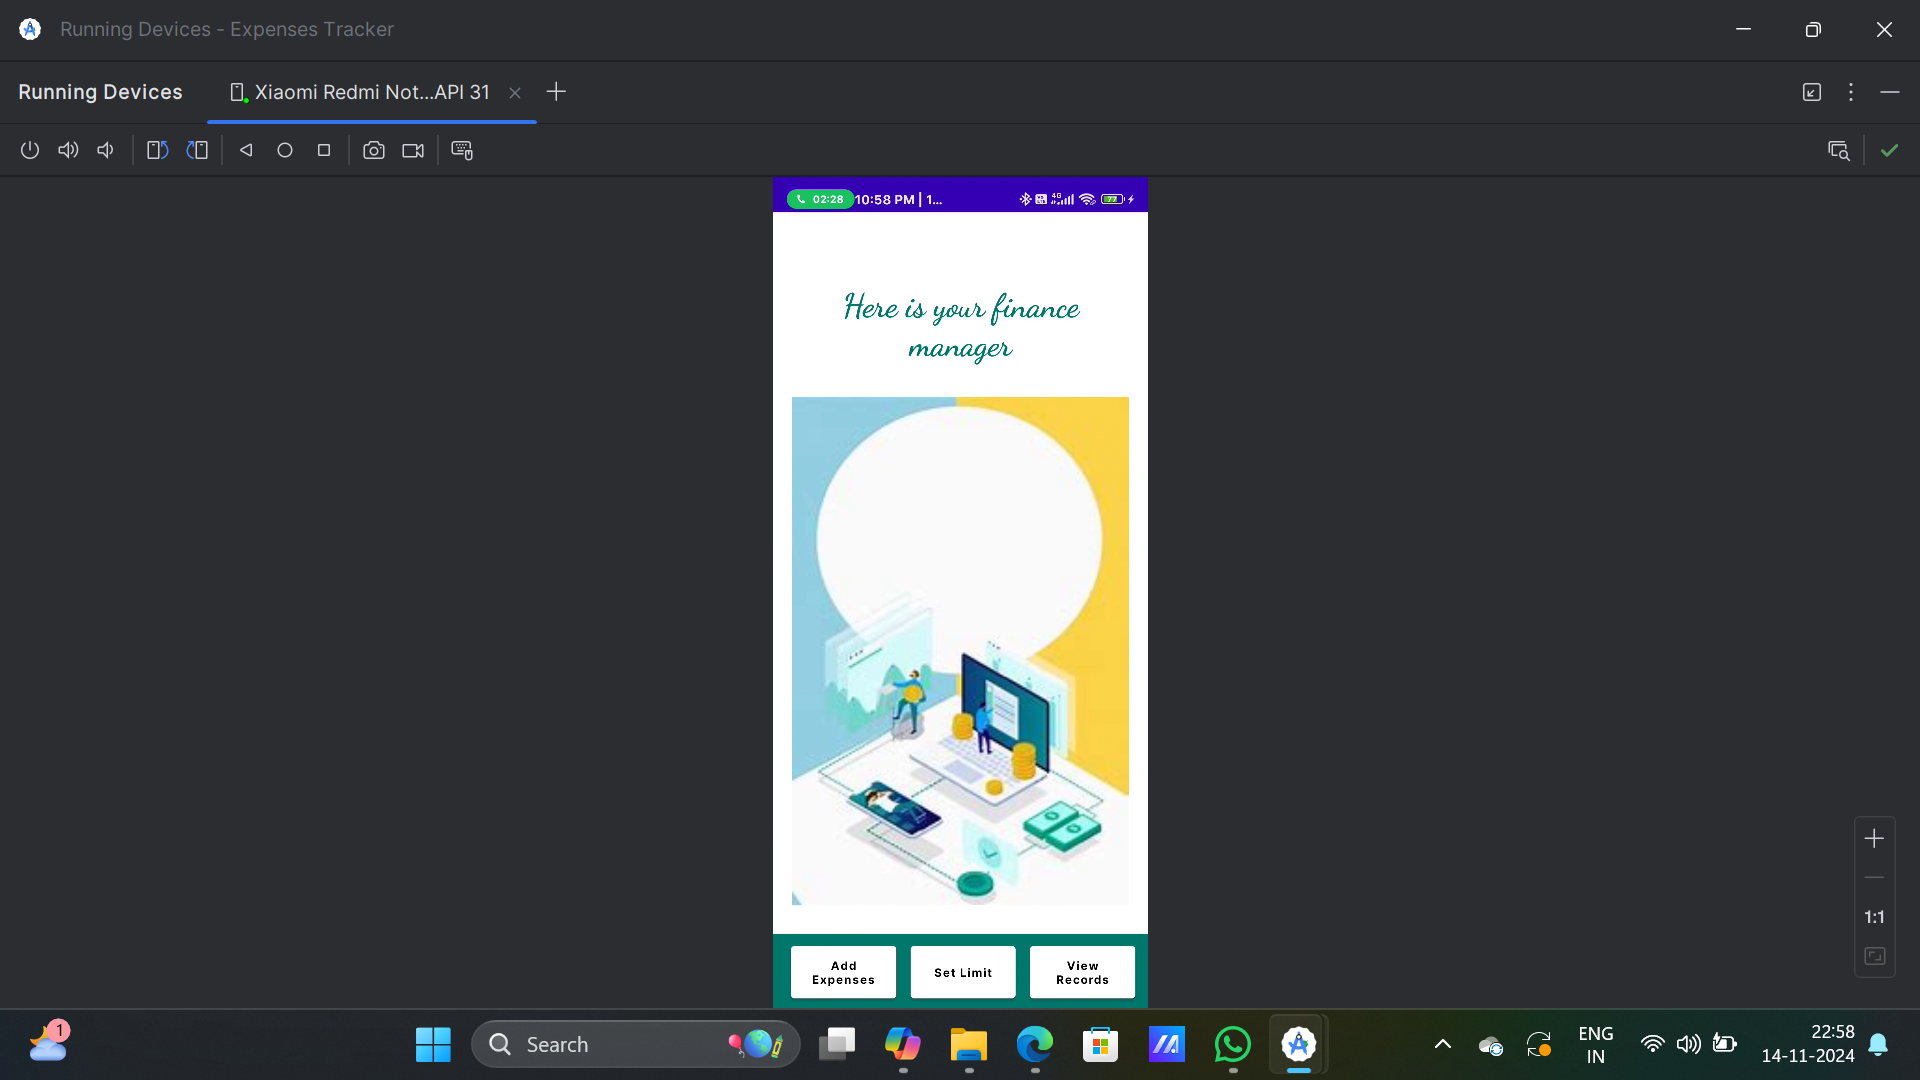 Running Devices - Expenses Tracker
Running Devices
Xiaomi Redmi Not...API 31
02:28
10:58 PM | 1...
4G
77
Here is your finance
manager
Add
Expenses
Set Limit
View
Records
1:1
1
Search
ENG
IN
22:58
14-11-2024